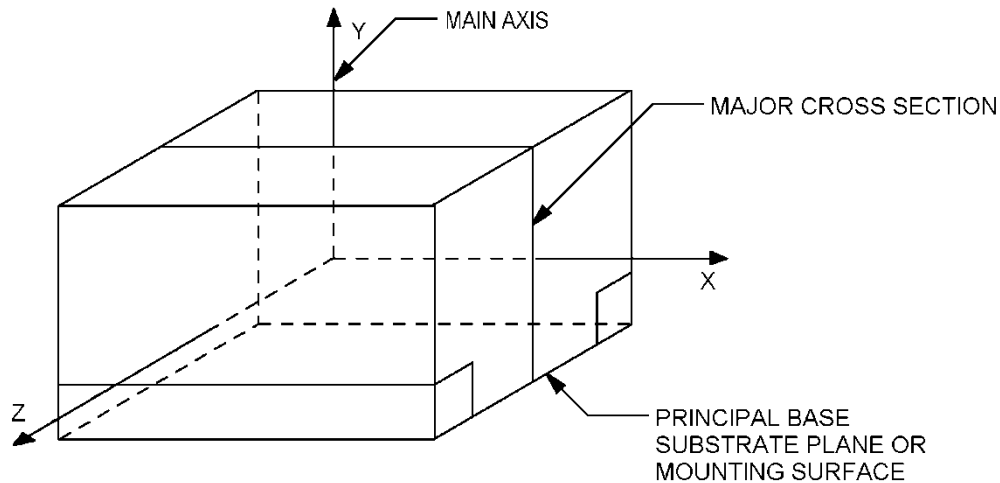 Y
MAIN AXIS
MAJOR CROSS SECTION
X
Z
PRINCIPAL BASE
SUBSTRATE PLANE OR
MOUNTING SURFACE